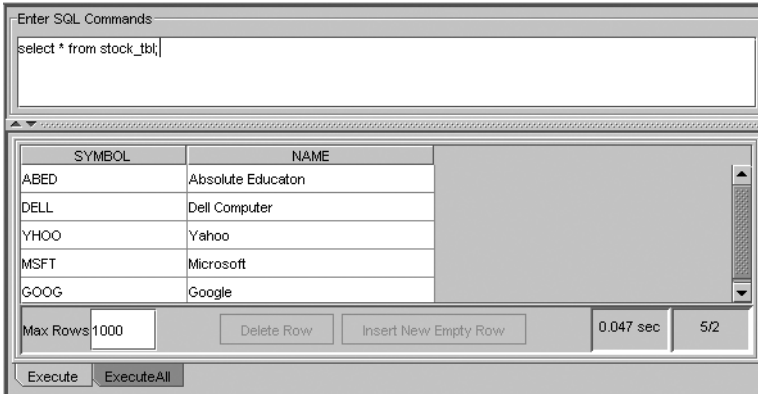 Enter SQL Commands
select * from stock_tbl;
SYMBOL NAME
ABED Absolute Educaton
DELL Dell Computer
YHOO Yahoo
MSFT Microsoft
GOOG Google
Max Rows 1000 Delete Row Insert New Empty Row 0.047 sec 5/2
Execute ExecuteAll